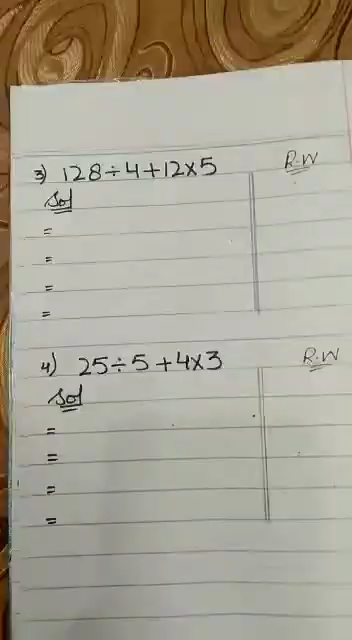 3) 128÷4+12×5 R.W
Sol
=
=
=
=
4) 25÷5+4×3 R.W
Sol
=
=
=
=